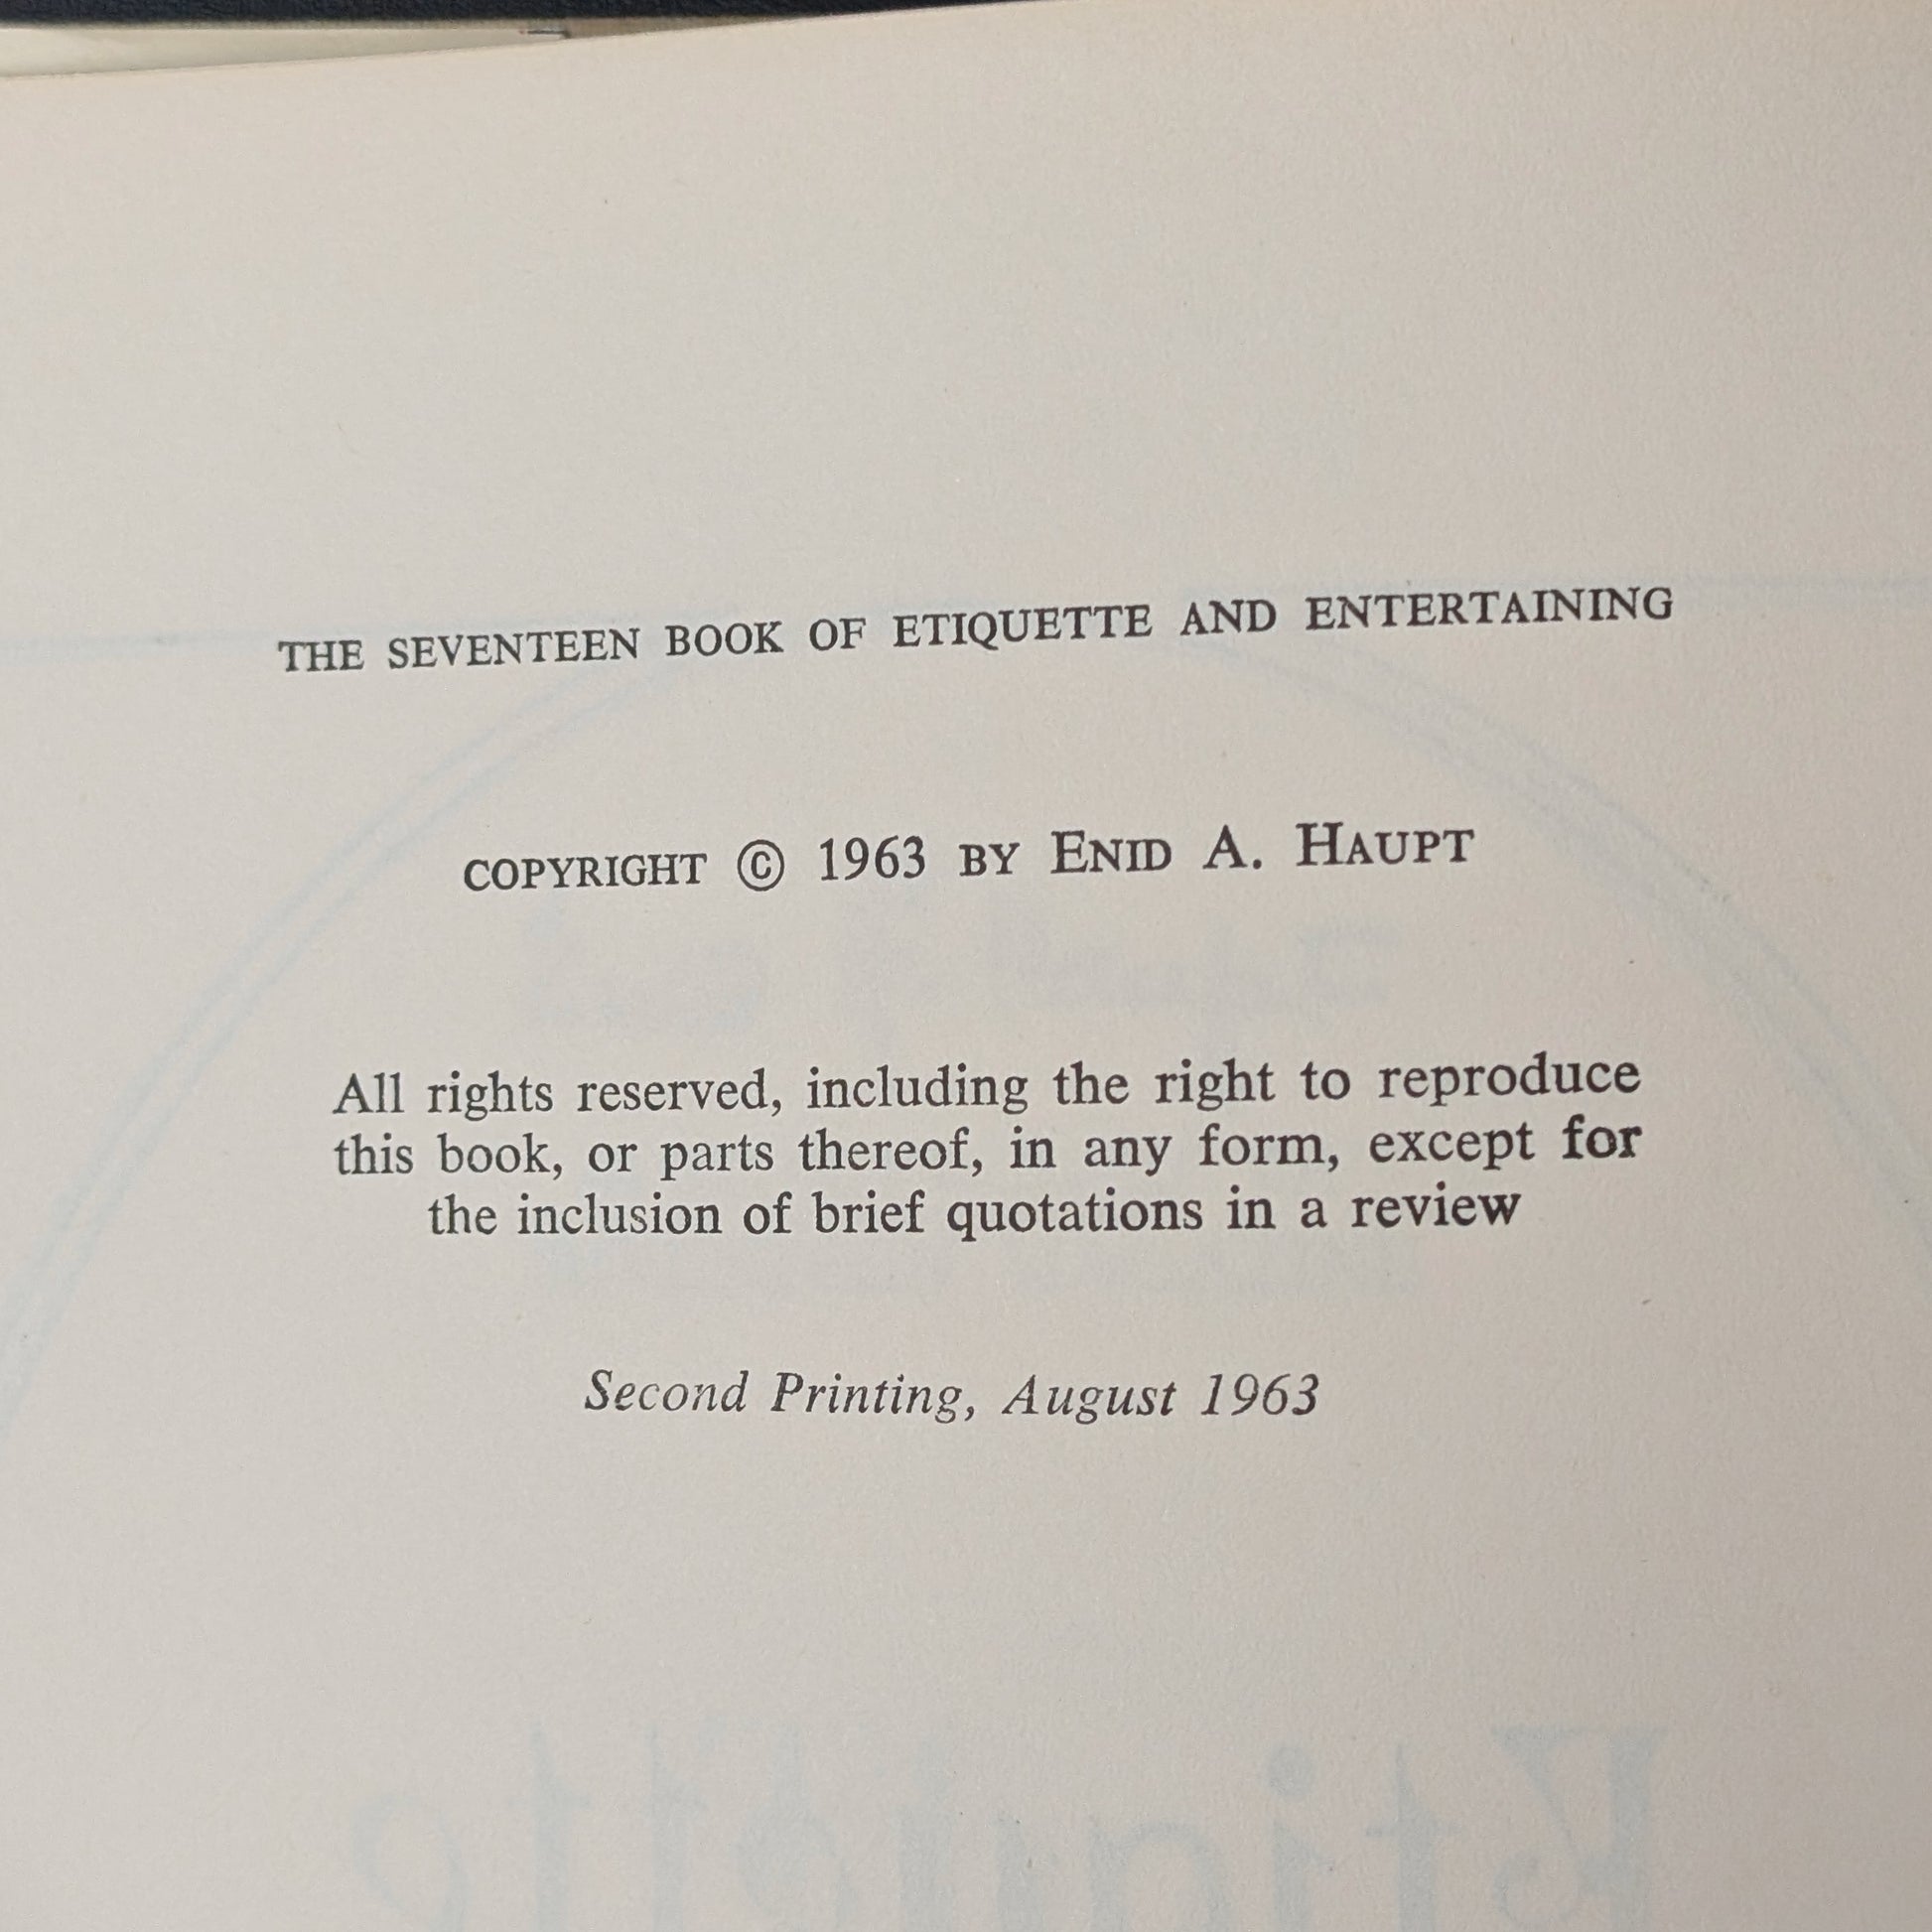 THE SEVENTEEN BOOK OF ETIQUETTE AND ENTERTAINING
COPYRIGHT © 1963 BY ENID A. HAUPT
All rights reserved, including the right to reproduce
this book, or parts thereof, in any form, except for
the inclusion of brief quotations in a review
Second Printing, August 1963